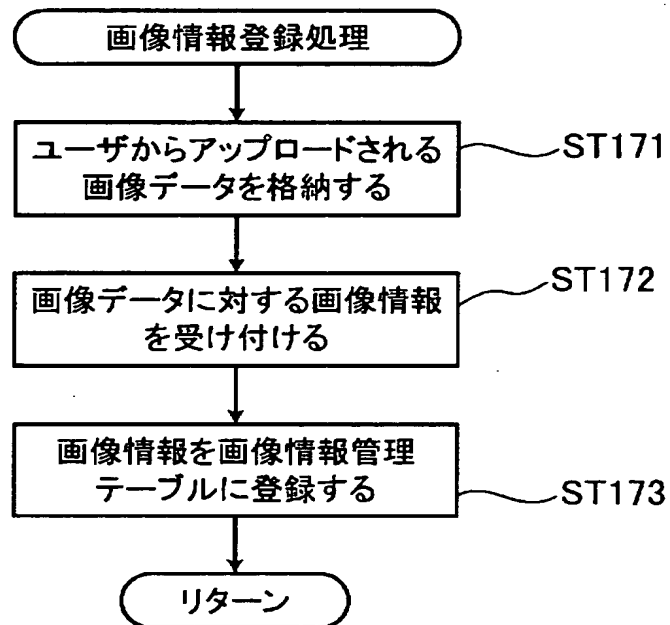 画像情報登録処理
ユーザからアップロードされる
画像データを格納する
ST171
画像データに対する画像情報
を受け付ける
ST172
画像情報を画像情報管理
テーブルに登録する
ST173
リターン